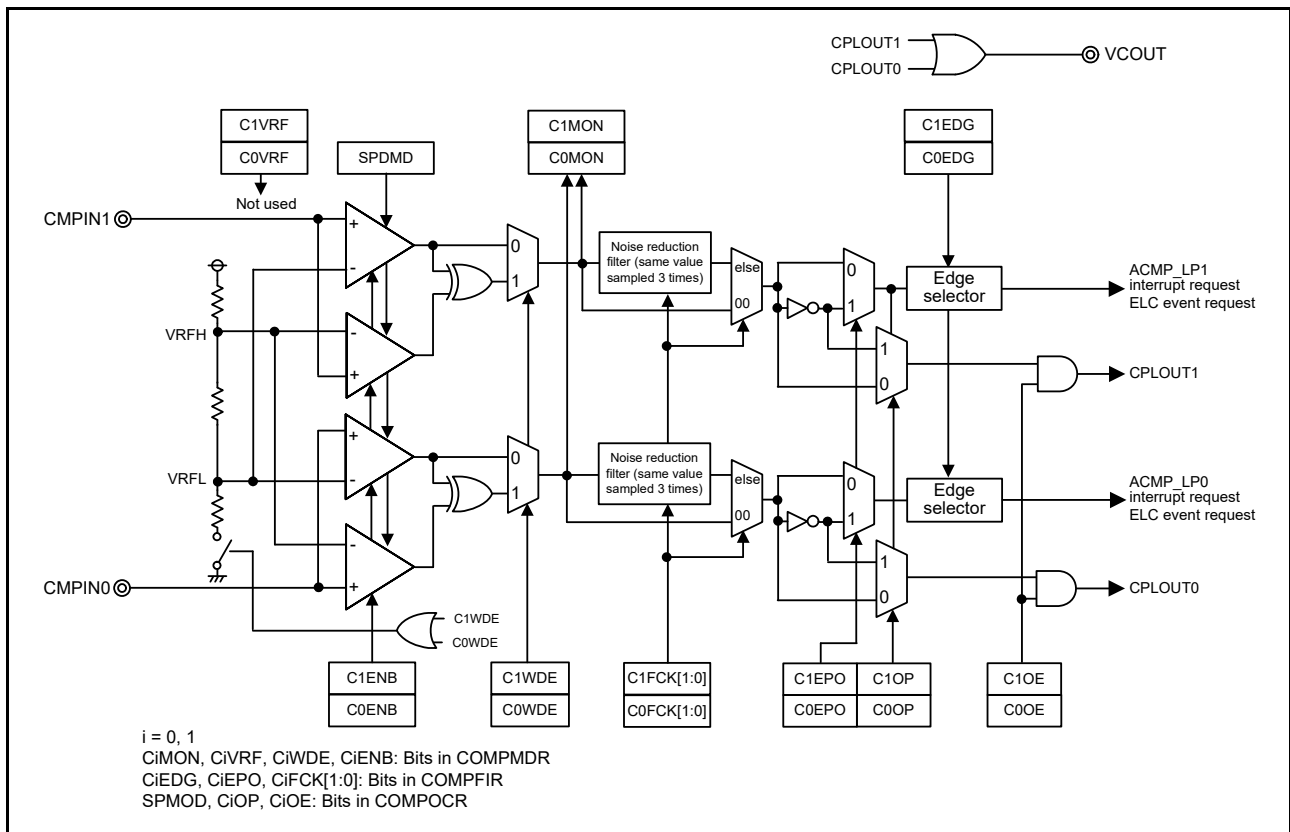 CPLOUT1
CPLOUT0
VCOUT
C1VRF
C0VRF
Not used
SPDMD
C1MON
C0MON
C1EDG
C0EDG
CMPIN1
+
-
0
1
Noise reduction
filter (same value
sampled 3 times)
else
00
0
1
Edge
selector
ACMP_LP1
interrupt request
ELC event request
VRFH
-
+
1
0
CPLOUT1
VRFL
+
-
0
1
Noise reduction
filter (same value
sampled 3 times)
else
00
0
1
Edge
selector
ACMP_LP0
interrupt request
ELC event request
CMPIN0
-
+
1
0
CPLOUT0
C1WDE
C0WDE
C1ENB
C0ENB
C1WDE
C0WDE
C1FCK[1:0]
C0FCK[1:0]
C1EPO
C0EPO
C1OP
C0OP
C1OE
C0OE
i = 0, 1
CiMON, CiVRF, CiWDE, CiENB: Bits in COMPMDR
CiEDG, CiEPO, CiFCK[1:0]: Bits in COMPFIR
SPMOD, CiOP, CiOE: Bits in COMPOCR